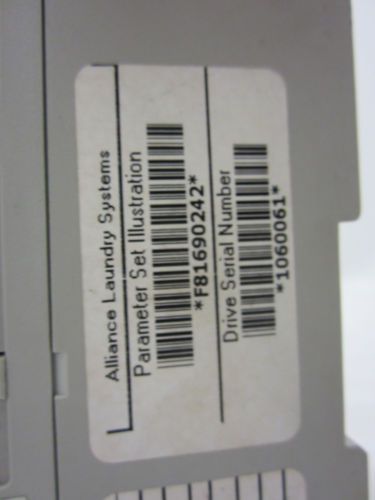 Alliance Laundry Systems
Parameter Set Illustration
*F81690242*
Drive Serial Number
*1060061*